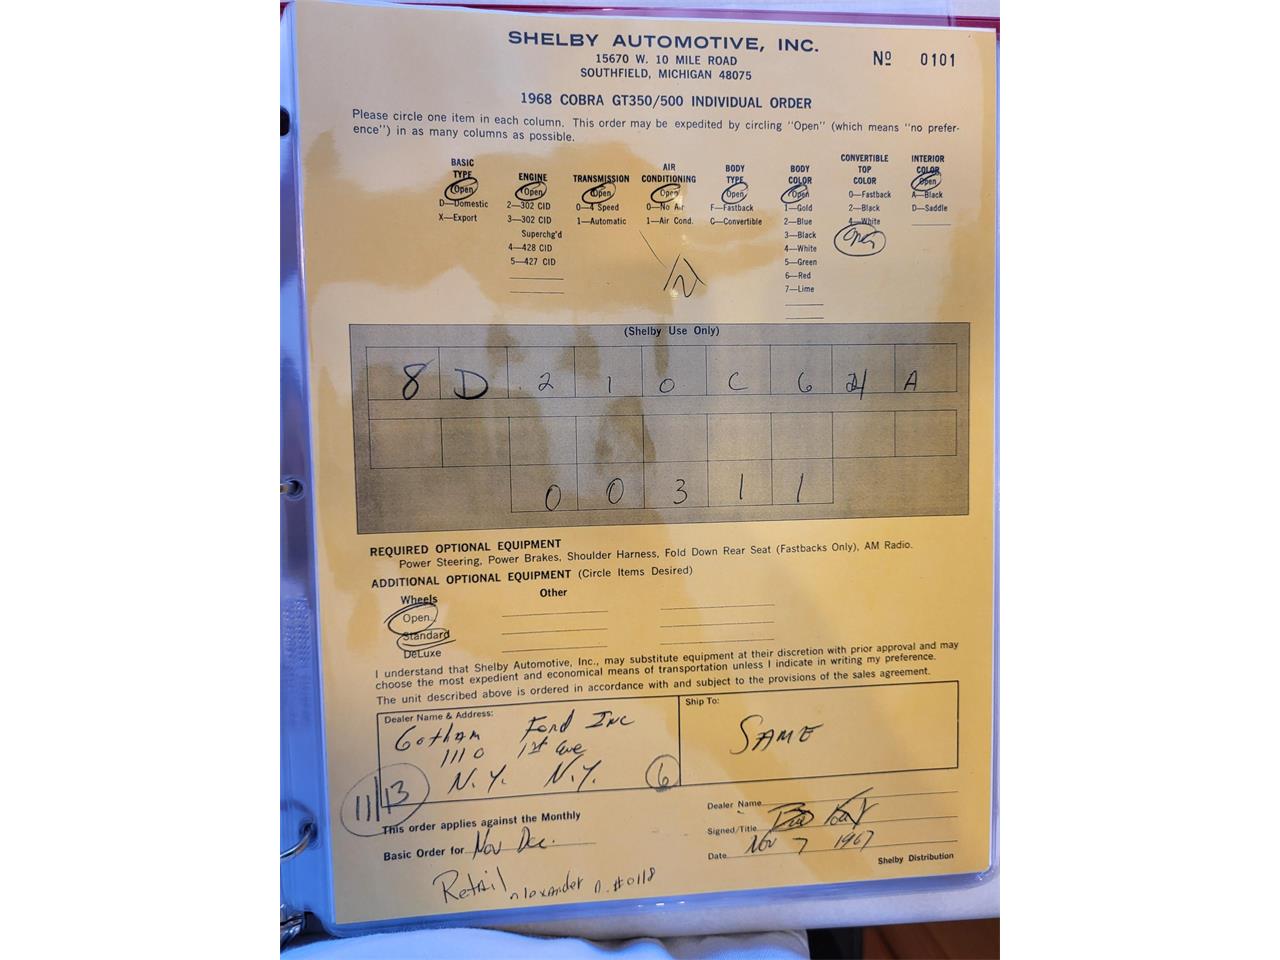 SHELBY AUTOMOTIVE, INC.
15670 W. 10 MILE ROAD
SOUTHFIELD, MICHIGAN 48075
Nº 0101
1968 COBRA GT350/500 INDIVIDUAL ORDER
Please circle one item in each column. This order may be expedited by circling "Open" (which means "no prefer-
ence") in as many columns as possible.
BASIC
TYPE
Open
D—Domestic
X—Export
ENGINE
Open
2—302 CID
3—302 CID
Superchg'd
4—428 CID
5—427 CID
TRANSMISSION
Open
0—4 Speed
1—Automatic
AIR
CONDITIONING
Open
0—No Air
1—Air Cond.
BODY
TYPE
Open
F—Fastback
C—Convertible
BODY
COLOR
Open
1—Gold
2—Blue
3—Black
4—White
5—Green
6—Red
7—Lime
CONVERTIBLE
TOP
COLOR
0—Fastback
2—Black
4—White
Open
INTERIOR
COLOR
Open
A—Black
D—Saddle
(Shelby Use Only)
8 D 2 1 0 C 6 A
0 0 3 1 1
REQUIRED OPTIONAL EQUIPMENT
Power Steering, Power Brakes, Shoulder Harness, Fold Down Rear Seat (Fastbacks Only), AM Radio.
ADDITIONAL OPTIONAL EQUIPMENT (Circle Items Desired)
Wheels
Open
Standard
DeLuxe
Other
I understand that Shelby Automotive, Inc., may substitute equipment at their discretion with prior approval and may
choose the most expedient and economical means of transportation unless I indicate in writing my preference.
The unit described above is ordered in accordance with and subject to the provisions of the sales agreement.
Dealer Name & Address:
Gotham Ford Inc
1110 1st Ave
N.Y. N.Y.
6
11/13
Ship To:
SAME
This order applies against the Monthly
Basic Order for Nov Dec.
Dealer Name
Signed/Title
Date Nov 7 1967
Shelby Distribution
Retail Alexander D. #0118